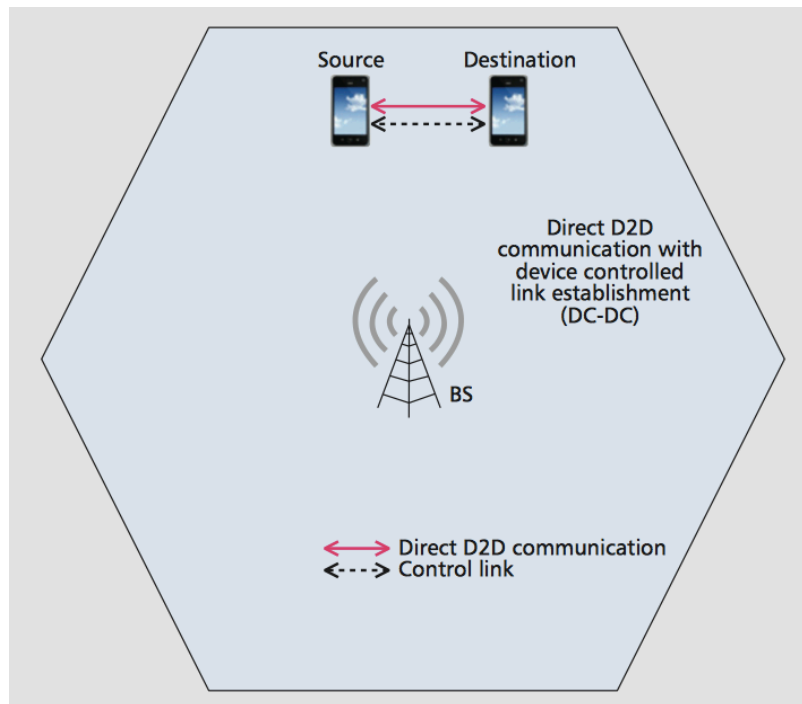 Source
Destination
Direct D2D
communication with
device controlled
link establishment
(DC-DC)
BS
Direct D2D communication
Control link